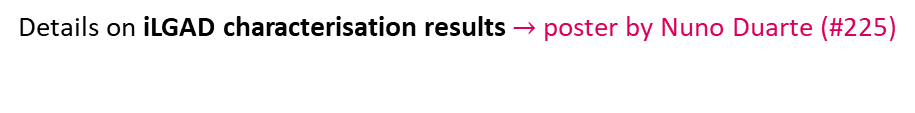 Details on iLGAD characterisation results → poster by Nuno Duarte (#225)